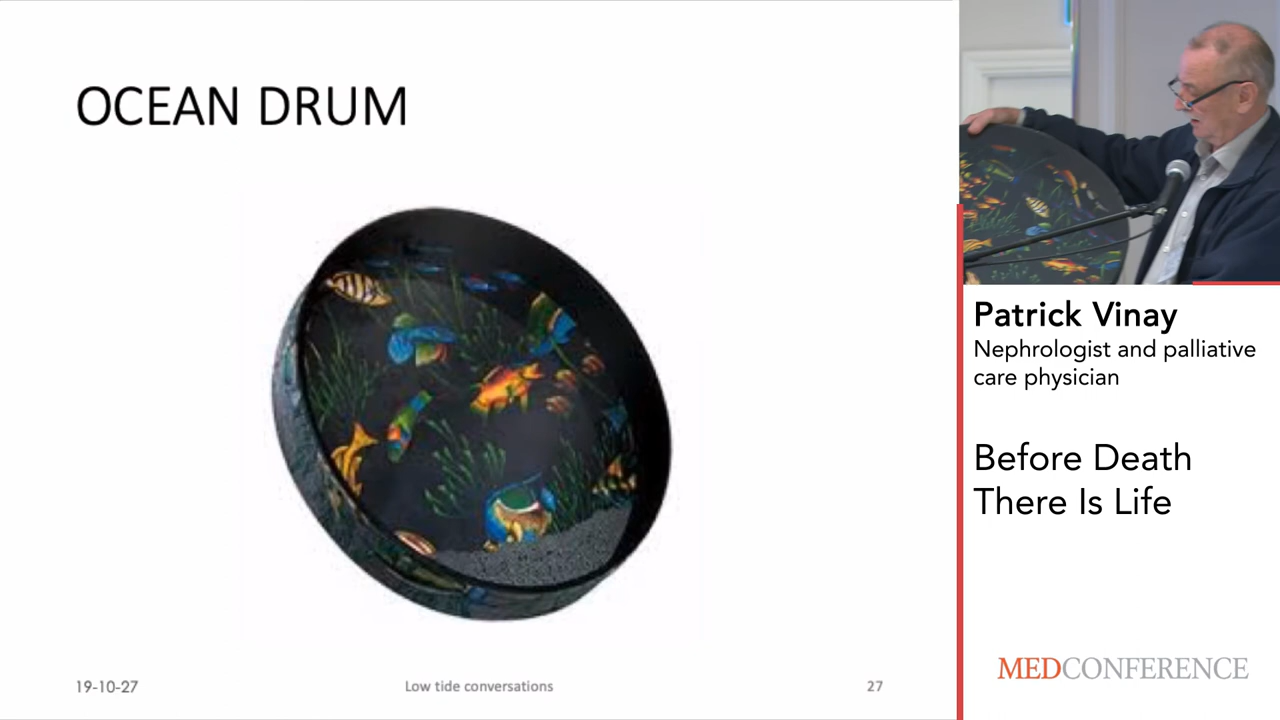 OCEAN DRUM
19-10-27
Low tide conversations
27
Patrick Vinay
Nephrologist and palliative
care physician
Before Death
There Is Life
MEDCONFERENCE